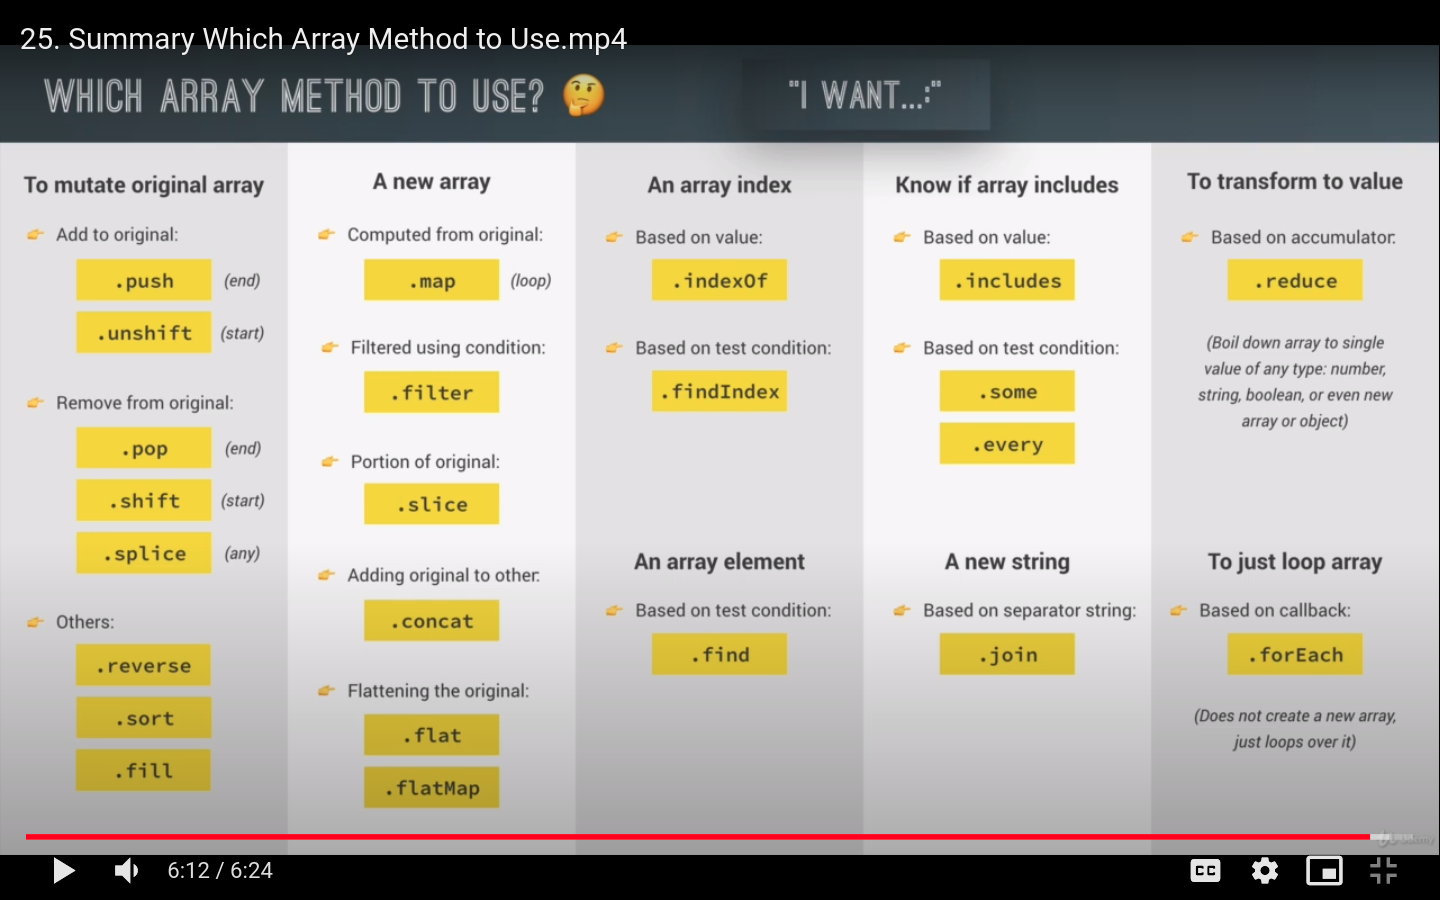 25. Summary Which Array Method to Use.mp4
WHICH ARRAY METHOD TO USE? 🤔
"I WANT...:"
To mutate original array
Add to original:
.push (end)
.unshift (start)
Remove from original:
.pop (end)
.shift (start)
.splice (any)
Others:
.reverse
.sort
.fill
A new array
Computed from original:
.map (loop)
Filtered using condition:
.filter
Portion of original:
.slice
Adding original to other:
.concat
Flattening the original:
.flat
.flatMap
An array index
Based on value:
.indexOf
Based on test condition:
.findIndex
An array element
Based on test condition:
.find
Know if array includes
Based on value:
.includes
Based on test condition:
.some
.every
A new string
Based on separator string:
.join
To transform to value
Based on accumulator:
.reduce
(Boil down array to single
value of any type: number,
string, boolean, or even new
array or object)
To just loop array
Based on callback:
.forEach
(Does not create a new array,
just loops over it)
6:12 / 6:24
CC